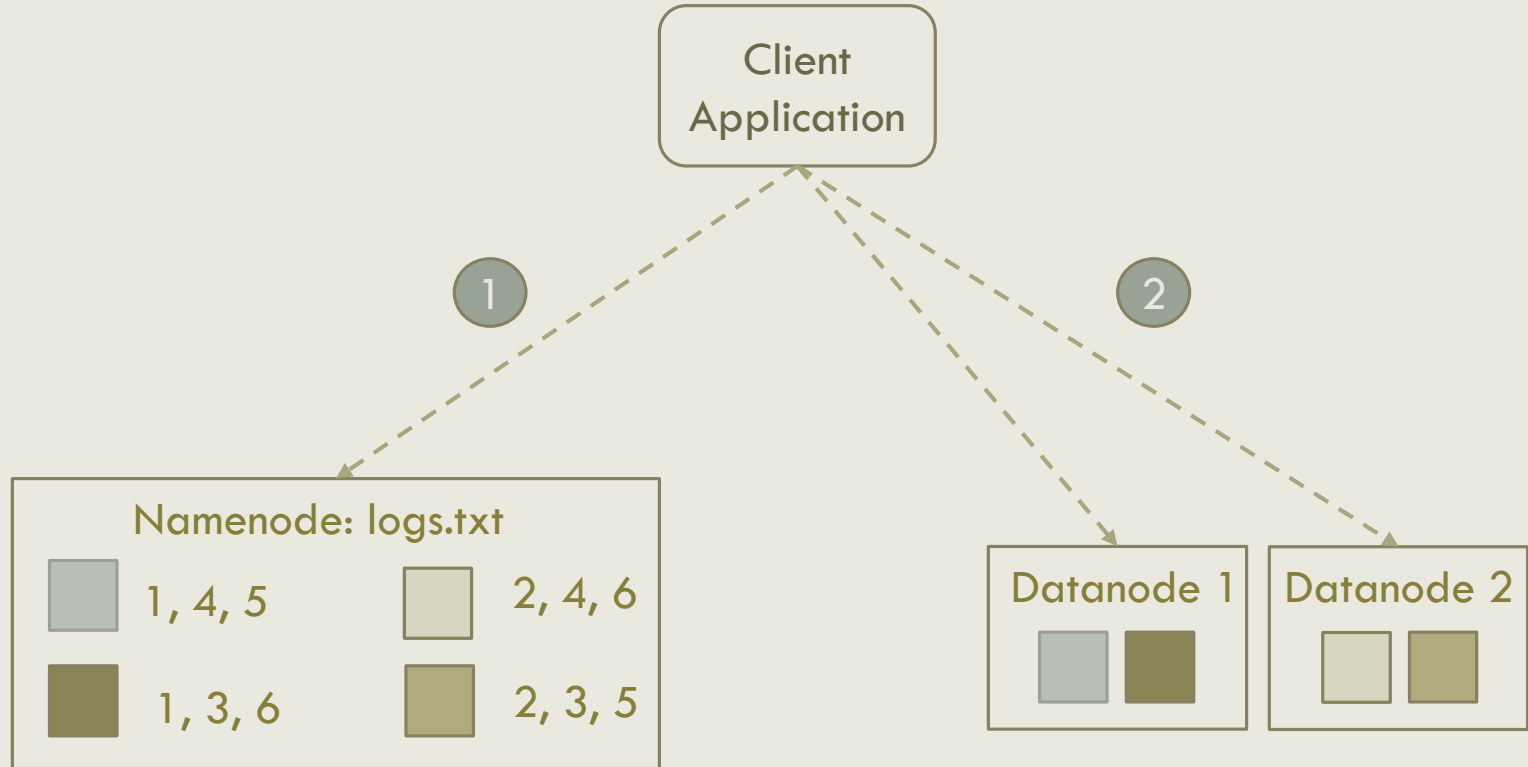 Client
Application
1
2
Namenode: logs.txt
1, 4, 5
2, 4, 6
1, 3, 6
2, 3, 5
Datanode 1
Datanode 2